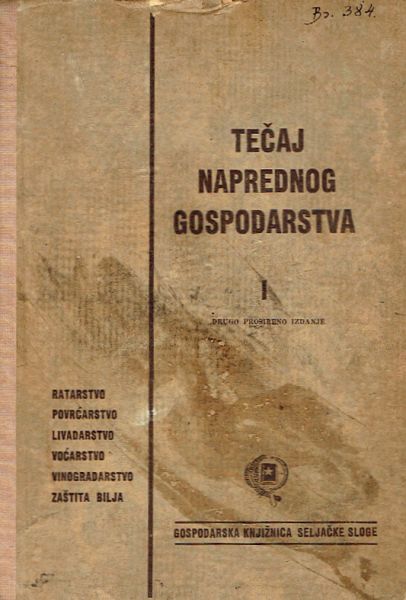 Br. 384.
TEČAJ
NAPREDNOG
GOSPODARSTVA
I
DRUGO PROŠIRENO IZDANJE
RATARSTVO
POVRĆARSTVO
LIVADARSTVO
VOĆARSTVO
VINOGRADARSTVO
ZAŠTITA BILJA
GOSPODARSKA KNJIŽNICA SELJAČKE SLOGE